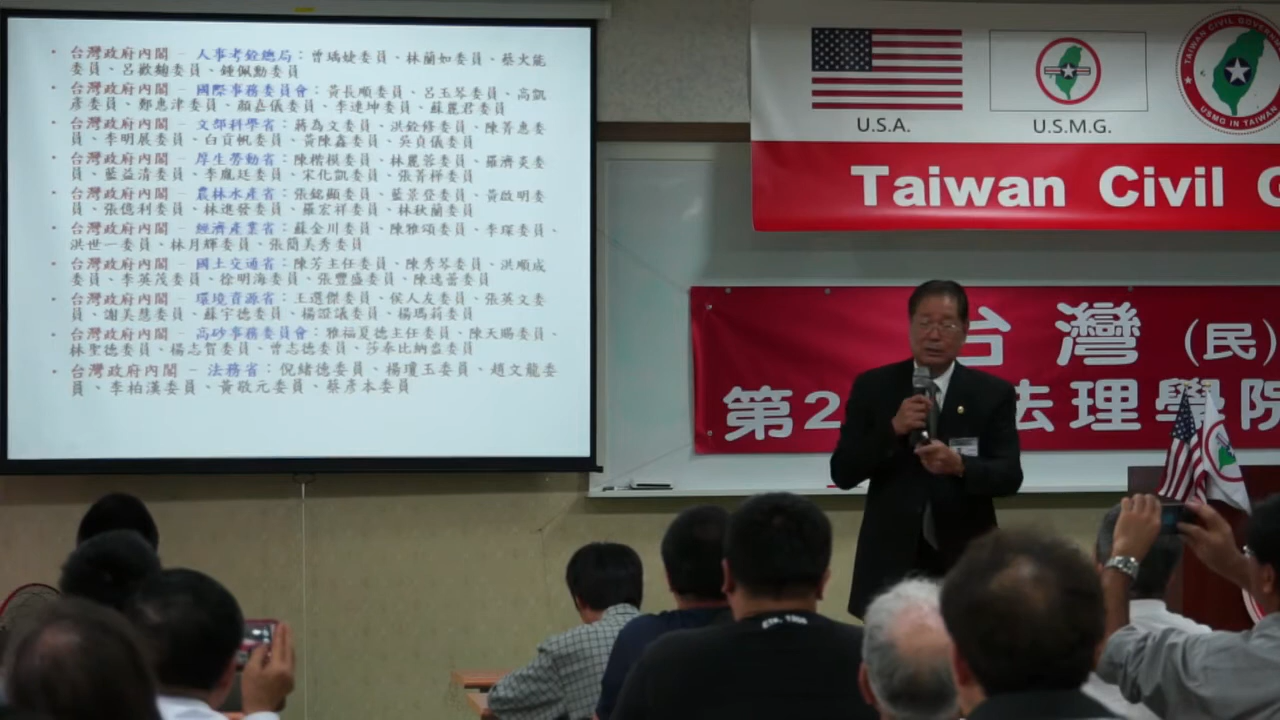 • 台灣政府內閣 – 人事考銓總局：曾瑀婕委員、林蘭如委員、蔡火能
委員、呂歡麵委員、鍾佩勳委員
• 台灣政府內閣 – 國際事務委員會：黃長順委員、呂玉琴委員、高凱
彥委員、鄭惠津委員、顏嘉儀委員、李連坤委員、蘇麗君委員
• 台灣政府內閣 – 文部科學省：蔣為文委員、洪銓修委員、陳菁惠委
員、李明展委員、白貢帆委員、黃陳鑫委員、吳貞儀委員
• 台灣政府內閣 – 厚生勞動省：陳楷模委員、林麗菅委員、羅濟炎委
員、藍益清委員、李胤廷委員、宋化凱委員、張菁樺委員
• 台灣政府內閣 – 農林水產省：張銘顯委員、藍景登委員、黃啟明委
員、張億利委員、林進發委員、羅宏祥委員、林秋蘭委員
• 台灣政府內閣 – 經濟產業省：蘇金川委員、陳雅頌委員、李琛委員、
洪世一委員、林月輝委員、張簡美秀委員
• 台灣政府內閣 – 國土交通省：陳芳主任委員、陳秀琴委員、洪順成
委員、李英茂委員、徐明海委員、張豐盛委員、陳逸蕾委員
• 台灣政府內閣 – 環境資源省：王選傑委員、侯人友委員、張英文委
員、謝美慧委員、蘇宇德委員、楊證議委員、楊瑪莉委員
• 台灣政府內閣 – 高砂事務委員會：雅福夏德主任委員、陳天賜委員、
林聖德委員、楊志賀委員、曾志德委員、莎泰比納盎委員
• 台灣政府內閣 – 法務省：倪緒德委員、楊瓊玉委員、趙文龍委
員、李柏漢委員、黃敬元委員、蔡彥本委員
U.S.A.
U.S.M.G.
TAIWAN CIVIL GOVERN
USMG IN TAIWAN
Taiwan Civil
台灣(民)
第2 法理學院